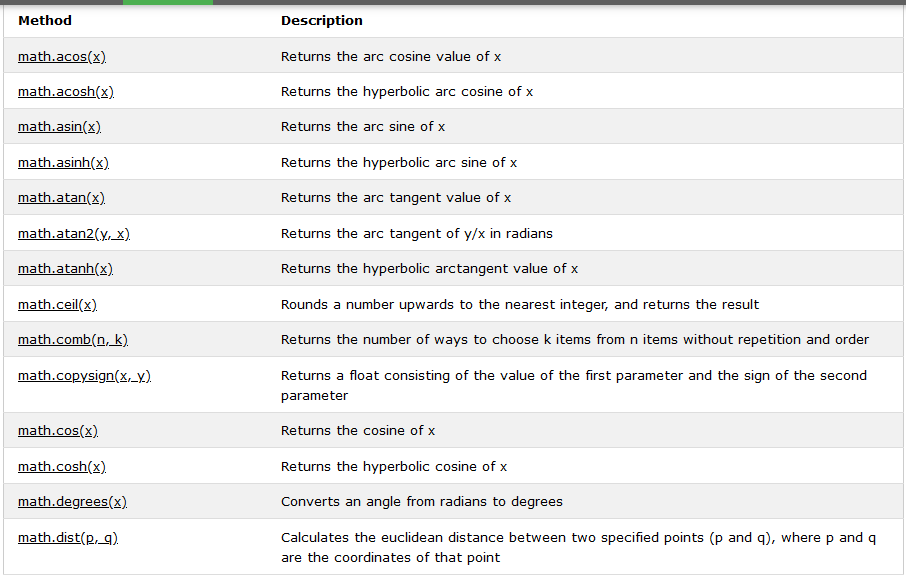 Method Description
math.acos(x) Returns the arc cosine value of x
math.acosh(x) Returns the hyperbolic arc cosine of x
math.asin(x) Returns the arc sine of x
math.asinh(x) Returns the hyperbolic arc sine of x
math.atan(x) Returns the arc tangent value of x
math.atan2(y, x) Returns the arc tangent of y/x in radians
math.atanh(x) Returns the hyperbolic arctangent value of x
math.ceil(x) Rounds a number upwards to the nearest integer, and returns the result
math.comb(n, k) Returns the number of ways to choose k items from n items without repetition and order
math.copysign(x, y) Returns a float consisting of the value of the first parameter and the sign of the second
parameter
math.cos(x) Returns the cosine of x
math.cosh(x) Returns the hyperbolic cosine of x
math.degrees(x) Converts an angle from radians to degrees
math.dist(p, q) Calculates the euclidean distance between two specified points (p and q), where p and q
are the coordinates of that point